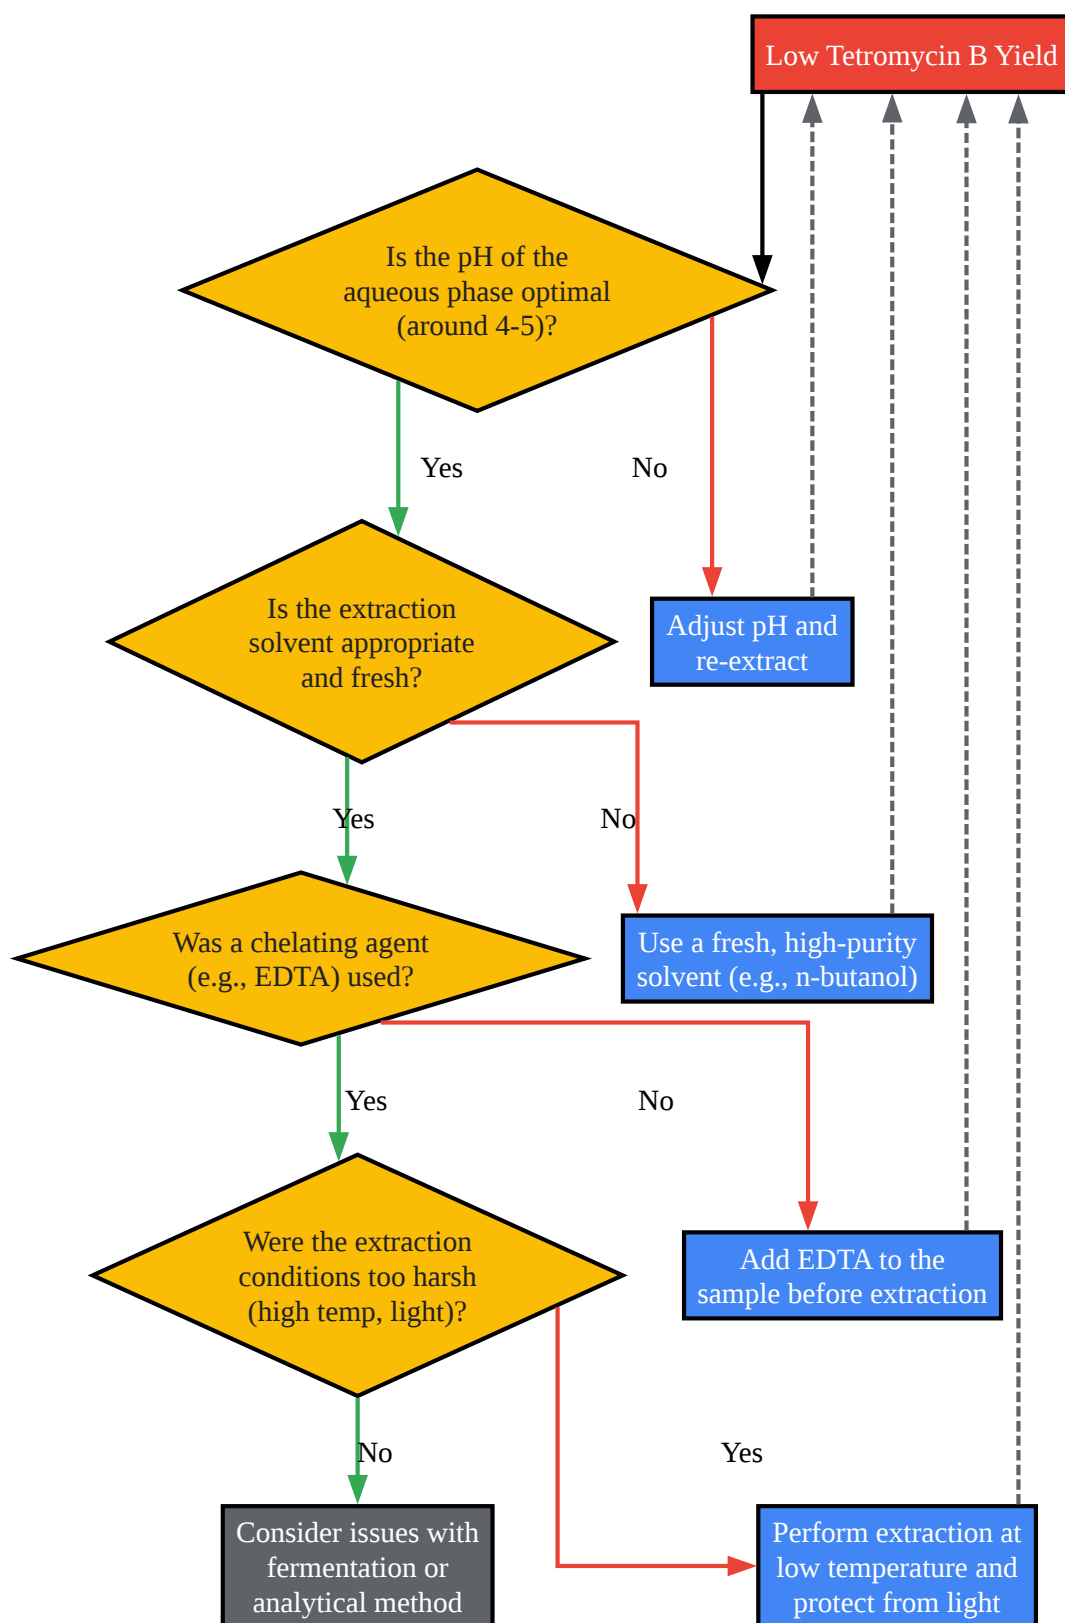 Low Tetromycin B Yield
Is the pH of the
aqueous phase optimal
(around 4-5)?
Yes
No
Is the extraction
solvent appropriate
and fresh?
Adjust pH and
re-extract
Yes
No
Was a chelating agent
(e.g., EDTA) used?
Use a fresh, high-purity
solvent (e.g., n-butanol)
Yes
No
Were the extraction
conditions too harsh
(high temp, light)?
Add EDTA to the
sample before extraction
No
Yes
Consider issues with
fermentation or
analytical method
Perform extraction at
low temperature and
protect from light